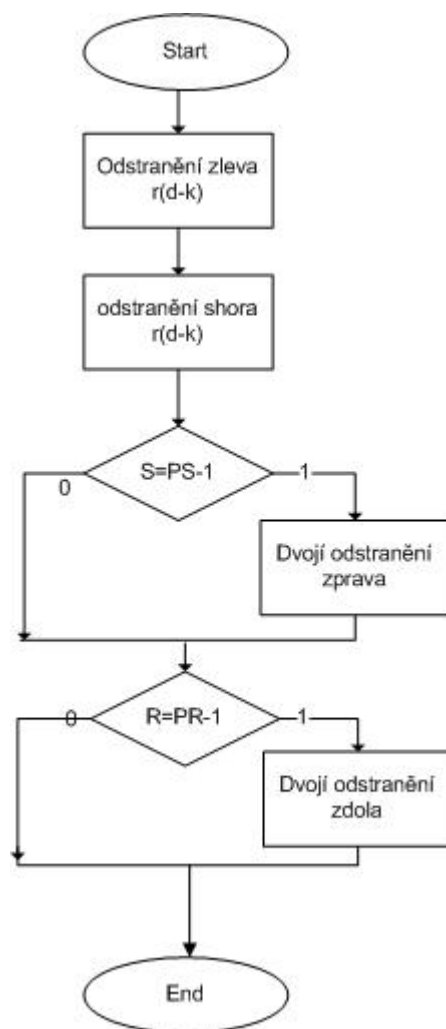 Start
Odstranění zleva
r(d-k)
odstranění shora
r(d-k)
S=PS-1
0
1
Dvojí odstranění
zprava
R=PR-1
0
1
Dvojí odstranění
zdola
End